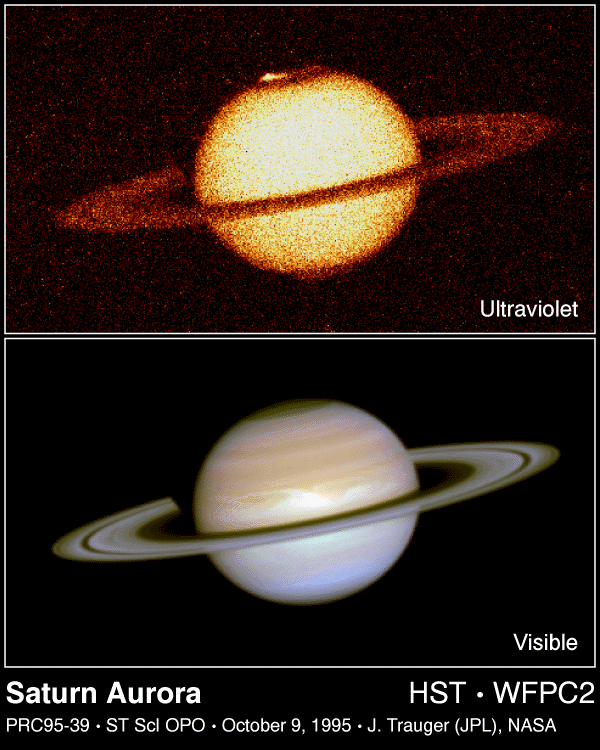 Ultraviolet
Visible
Saturn Aurora HST • WFPC2
PRC95-39 • ST ScI OPO • October 9, 1995 • J. Trauger (JPL), NASA